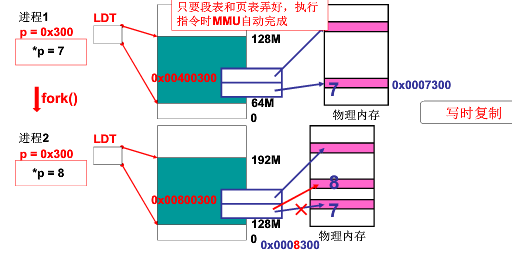 只要段表和页表弄好，执行
指令时MMU自动完成
进程1
p = 0x300
*p = 7
LDT
128M
0x00400300
64M
0
7
0x0007300
物理内存
fork()
写时复制
进程2
p = 0x300
*p = 8
LDT
192M
0x00800300
128M
0
8
7
0x0008300
物理内存